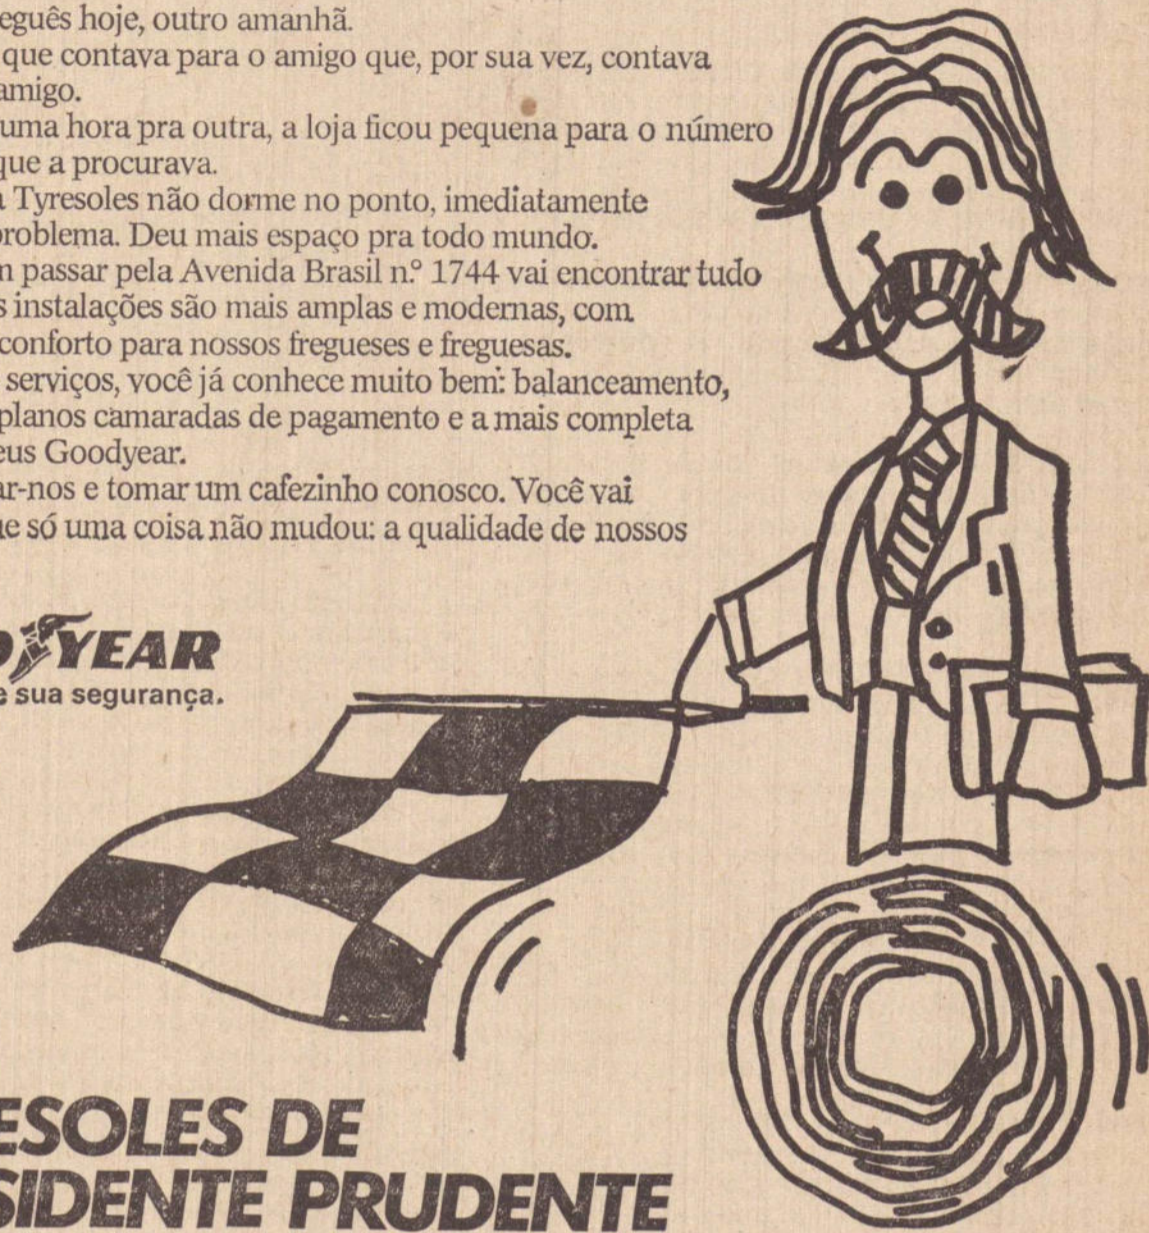 eguês hoje, outro amanhã.
que contava para o amigo que, por sua vez, contava
amigo.
uma hora pra outra, a loja ficou pequena para o número
que a procurava.
a Tyresoles não dorme no ponto, imediatamente
problema. Deu mais espaço pra todo mundo.
m passar pela Avenida Brasil n.º 1744 vai encontrar tudo
s instalações são mais amplas e modernas, com
conforto para nossos fregueses e freguesas.
serviços, você já conhece muito bem: balanceamento,
planos camaradas de pagamento e a mais completa
eus Goodyear.
ar-nos e tomar um cafezinho conosco. Você vai
ue só uma coisa não mudou: a qualidade de nossos
DYEAR
e sua segurança.
ESOLES DE
SIDENTE PRUDENTE